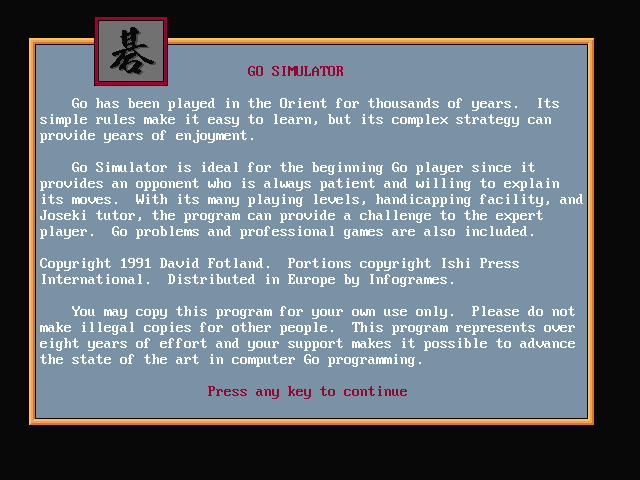 碁
GO SIMULATOR
Go has been played in the Orient for thousands of years.  Its
simple rules make it easy to learn, but its complex strategy can
provide years of enjoyment.
Go Simulator is ideal for the beginning Go player since it
provides an opponent who is always patient and willing to explain
its moves.  With its many playing levels, handicapping facility, and
Joseki tutor, the program can provide a challenge to the expert
player.  Go problems and professional games are also included.
Copyright 1991 David Fotland.  Portions copyright Ishi Press
International.  Distributed in Europe by Infogrames.
You may copy this program for your own use only.  Please do not
make illegal copies for other people.  This program represents over
eight years of effort and your support makes it possible to advance
the state of the art in computer Go programming.
Press any key to continue